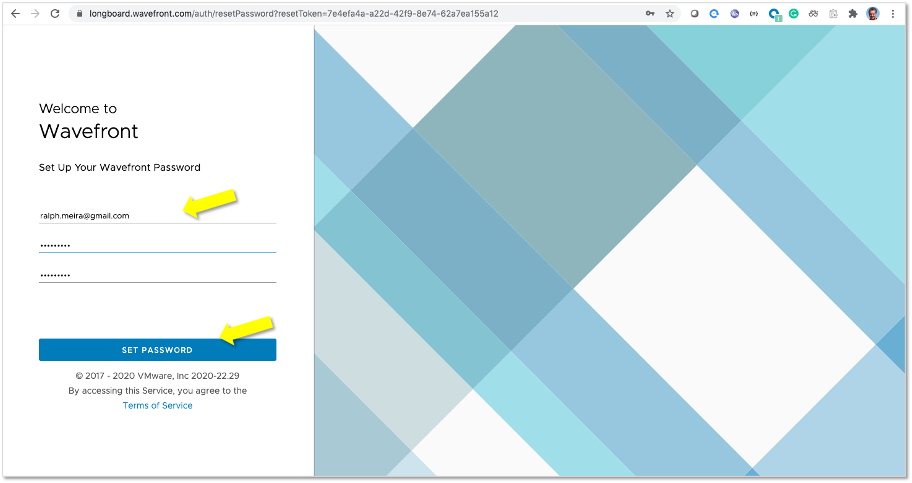 longboard.wavefront.com/auth/resetPassword?resetToken=7e4efa4a-a22d-42f9-8e74-62a7ea155a12
Welcome to
Wavefront
Set Up Your Wavefront Password
ralph.meira@gmail.com
•••••••••
•••••••••
SET PASSWORD
© 2017 - 2020 VMware, Inc 2020-22.29
By accessing this Service, you agree to the
Terms of Service